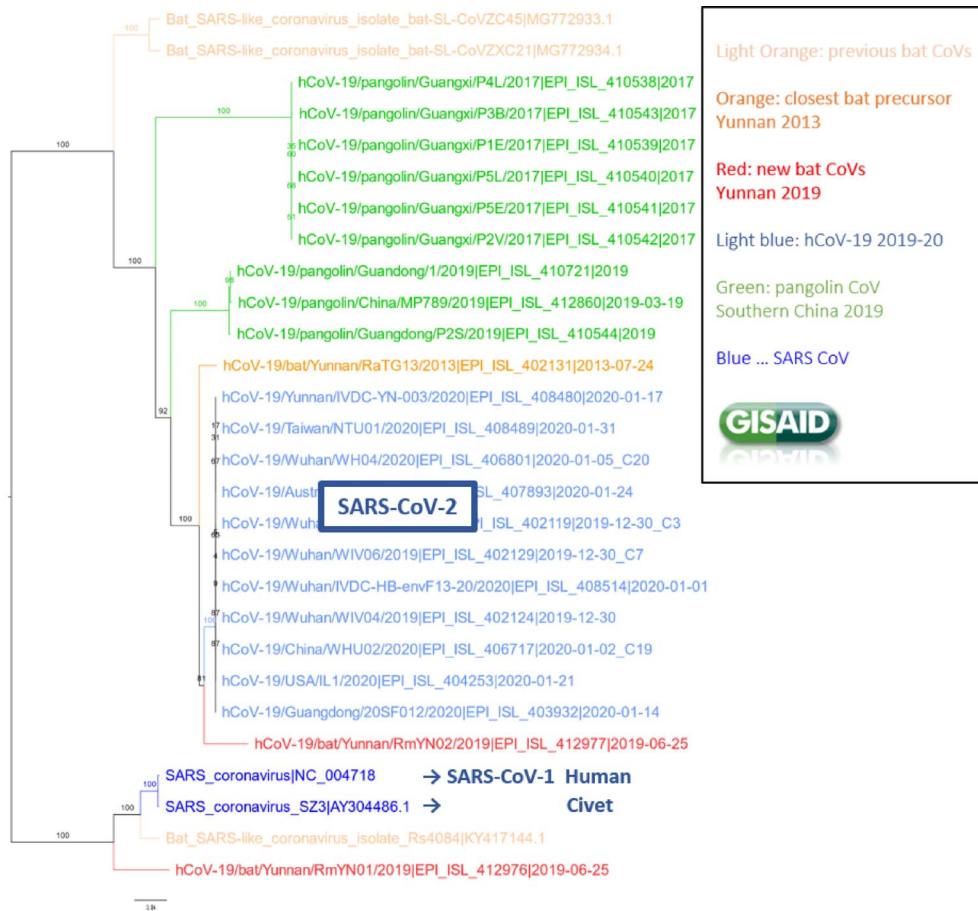 Bat_SARS-like_coronavirus_isolate_bat-SL-CoVZC45|MG772933.1
100
Bat_SARS-like_coronavirus_isolate_bat-SL-CoVZXC21|MG772934.1
hCoV-19/pangolin/Guangxi/P4L/2017|EPI_ISL_410538|2017
hCoV-19/pangolin/Guangxi/P3B/2017|EPI_ISL_410543|2017
100
hCoV-19/pangolin/Guangxi/P1E/2017|EPI_ISL_410539|2017
100
hCoV-19/pangolin/Guangxi/P5L/2017|EPI_ISL_410540|2017
hCoV-19/pangolin/Guangxi/P5E/2017|EPI_ISL_410541|2017
hCoV-19/pangolin/Guangxi/P2V/2017|EPI_ISL_410542|2017
100
hCoV-19/pangolin/Guandong/1/2019|EPI_ISL_410721|2019
hCoV-19/pangolin/China/MP789/2019|EPI_ISL_412860|2019-03-19
100
hCoV-19/pangolin/Guangdong/P2S/2019|EPI_ISL_410544|2019
hCoV-19/bat/Yunnan/RaTG13/2013|EPI_ISL_402131|2013-07-24
hCoV-19/Yunnan/IVDC-YN-003/2020|EPI_ISL_408480|2020-01-17
92
17
hCoV-19/Taiwan/NTU01/2020|EPI_ISL_408489|2020-01-31
31
67
hCoV-19/Wuhan/WH04/2020|EPI_ISL_406801|2020-01-05_C20
hCoV-19/Austr SL_407893|2020-01-24
SARS-CoV-2
100
hCoV-19/Wuha EPI_ISL_402119|2019-12-30_C3
hCoV-19/Wuhan/WIV06/2019|EPI_ISL_402129|2019-12-30_C7
hCoV-19/Wuhan/IVDC-HB-envF13-20/2020|EPI_ISL_408514|2020-01-01
hCoV-19/Wuhan/WIV04/2019|EPI_ISL_402124|2019-12-30
hCoV-19/China/WHU02/2020|EPI_ISL_406717|2020-01-02_C19
hCoV-19/USA/IL1/2020|EPI_ISL_404253|2020-01-21
hCoV-19/Guangdong/20SF012/2020|EPI_ISL_403932|2020-01-14
hCoV-19/bat/Yunnan/RmYN02/2019|EPI_ISL_412977|2019-06-25
SARS_coronavirus|NC_004718 → SARS-CoV-1 Human
100
SARS_coronavirus_SZ3|AY304486.1 → Civet
100
Bat_SARS-like_coronavirus_isolate_Rs4084|KY417144.1
100
hCoV-19/bat/Yunnan/RmYN01/2019|EPI_ISL_412976|2019-06-25
Light Orange: previous bat CoVs
Orange: closest bat precursor
Yunnan 2013
Red: new bat CoVs
Yunnan 2019
Light blue: hCoV-19 2019-20
Green: pangolin CoV
Southern China 2019
Blue ... SARS CoV
GISAID